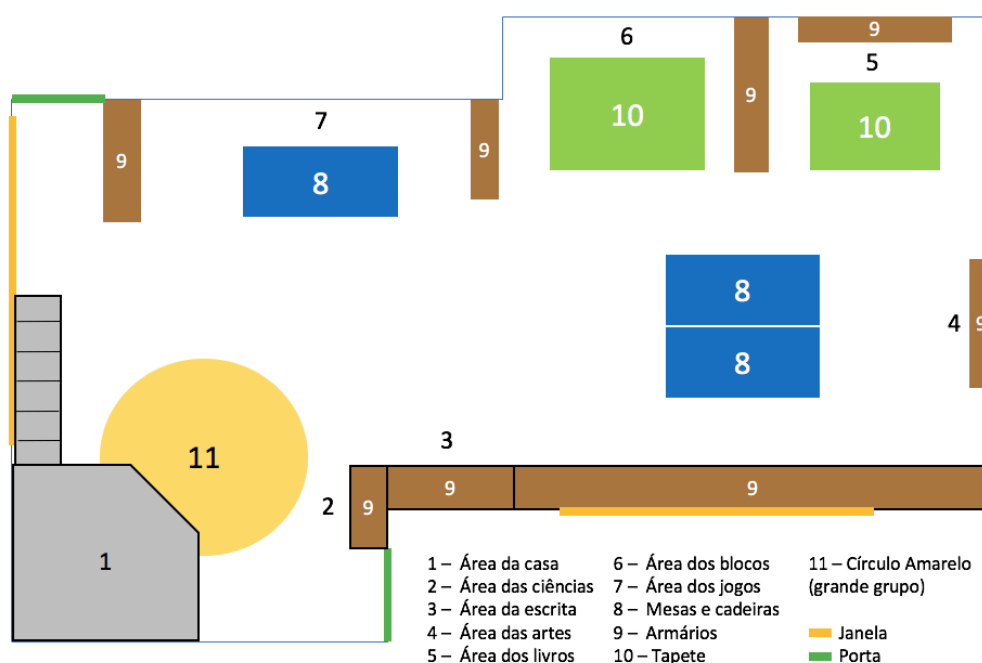 6
9
5
9
10
10
7
9
8
9
8
4
9
8
11
3
9
9
2
9
1
1 – Área da casa
2 – Área das ciências
3 – Área da escrita
4 – Área das artes
5 – Área dos livros
6 – Área dos blocos
7 – Área dos jogos
8 – Mesas e cadeiras
9 – Armários
10 – Tapete
11 – Círculo Amarelo
(grande grupo)
Janela
Porta